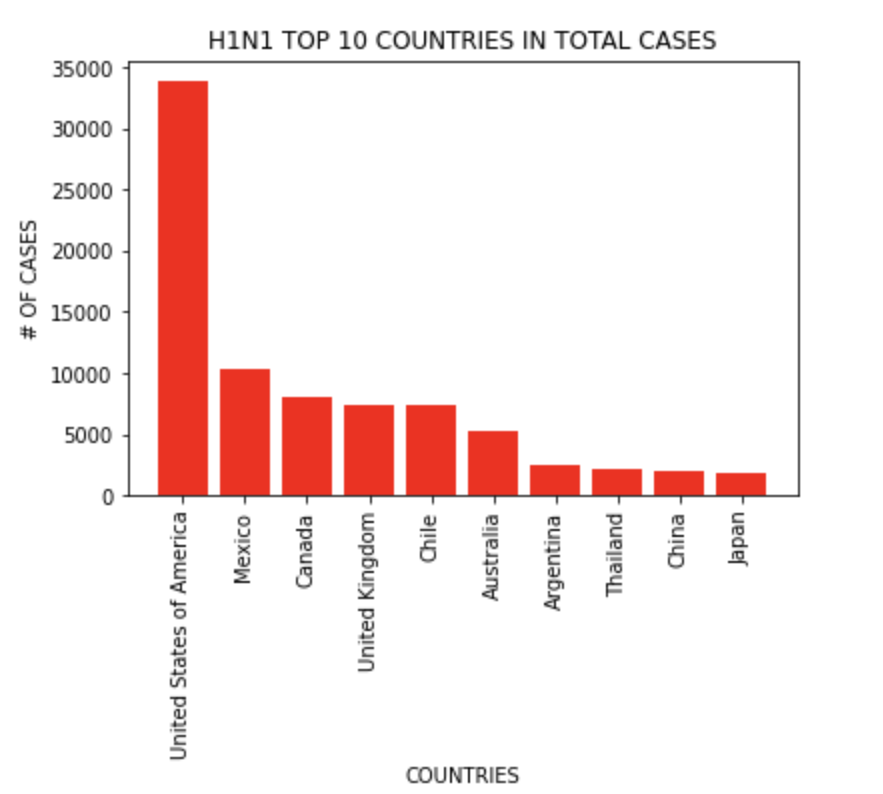 H1N1 TOP 10 COUNTRIES IN TOTAL CASES
# OF CASES
35000
30000
25000
20000
15000
10000
5000
0
United States of America
Mexico
Canada
United Kingdom
Chile
Australia
Argentina
Thailand
China
Japan
COUNTRIES